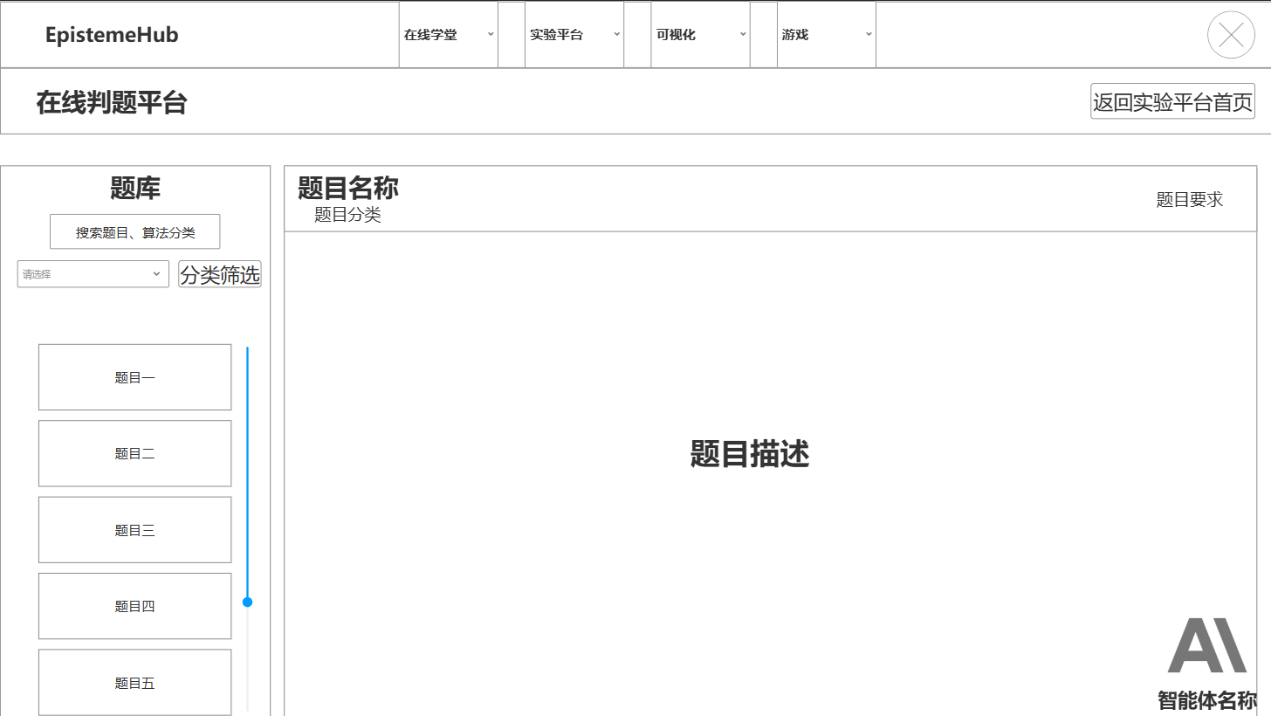 EpistemeHub
在线学堂
实验平台
可视化
游戏
在线判题平台
返回实验平台首页
题库
搜索题目、算法分类
请选择
分类筛选
题目一
题目二
题目三
题目四
题目五
题目名称
题目分类
题目要求
题目描述
智能体名称